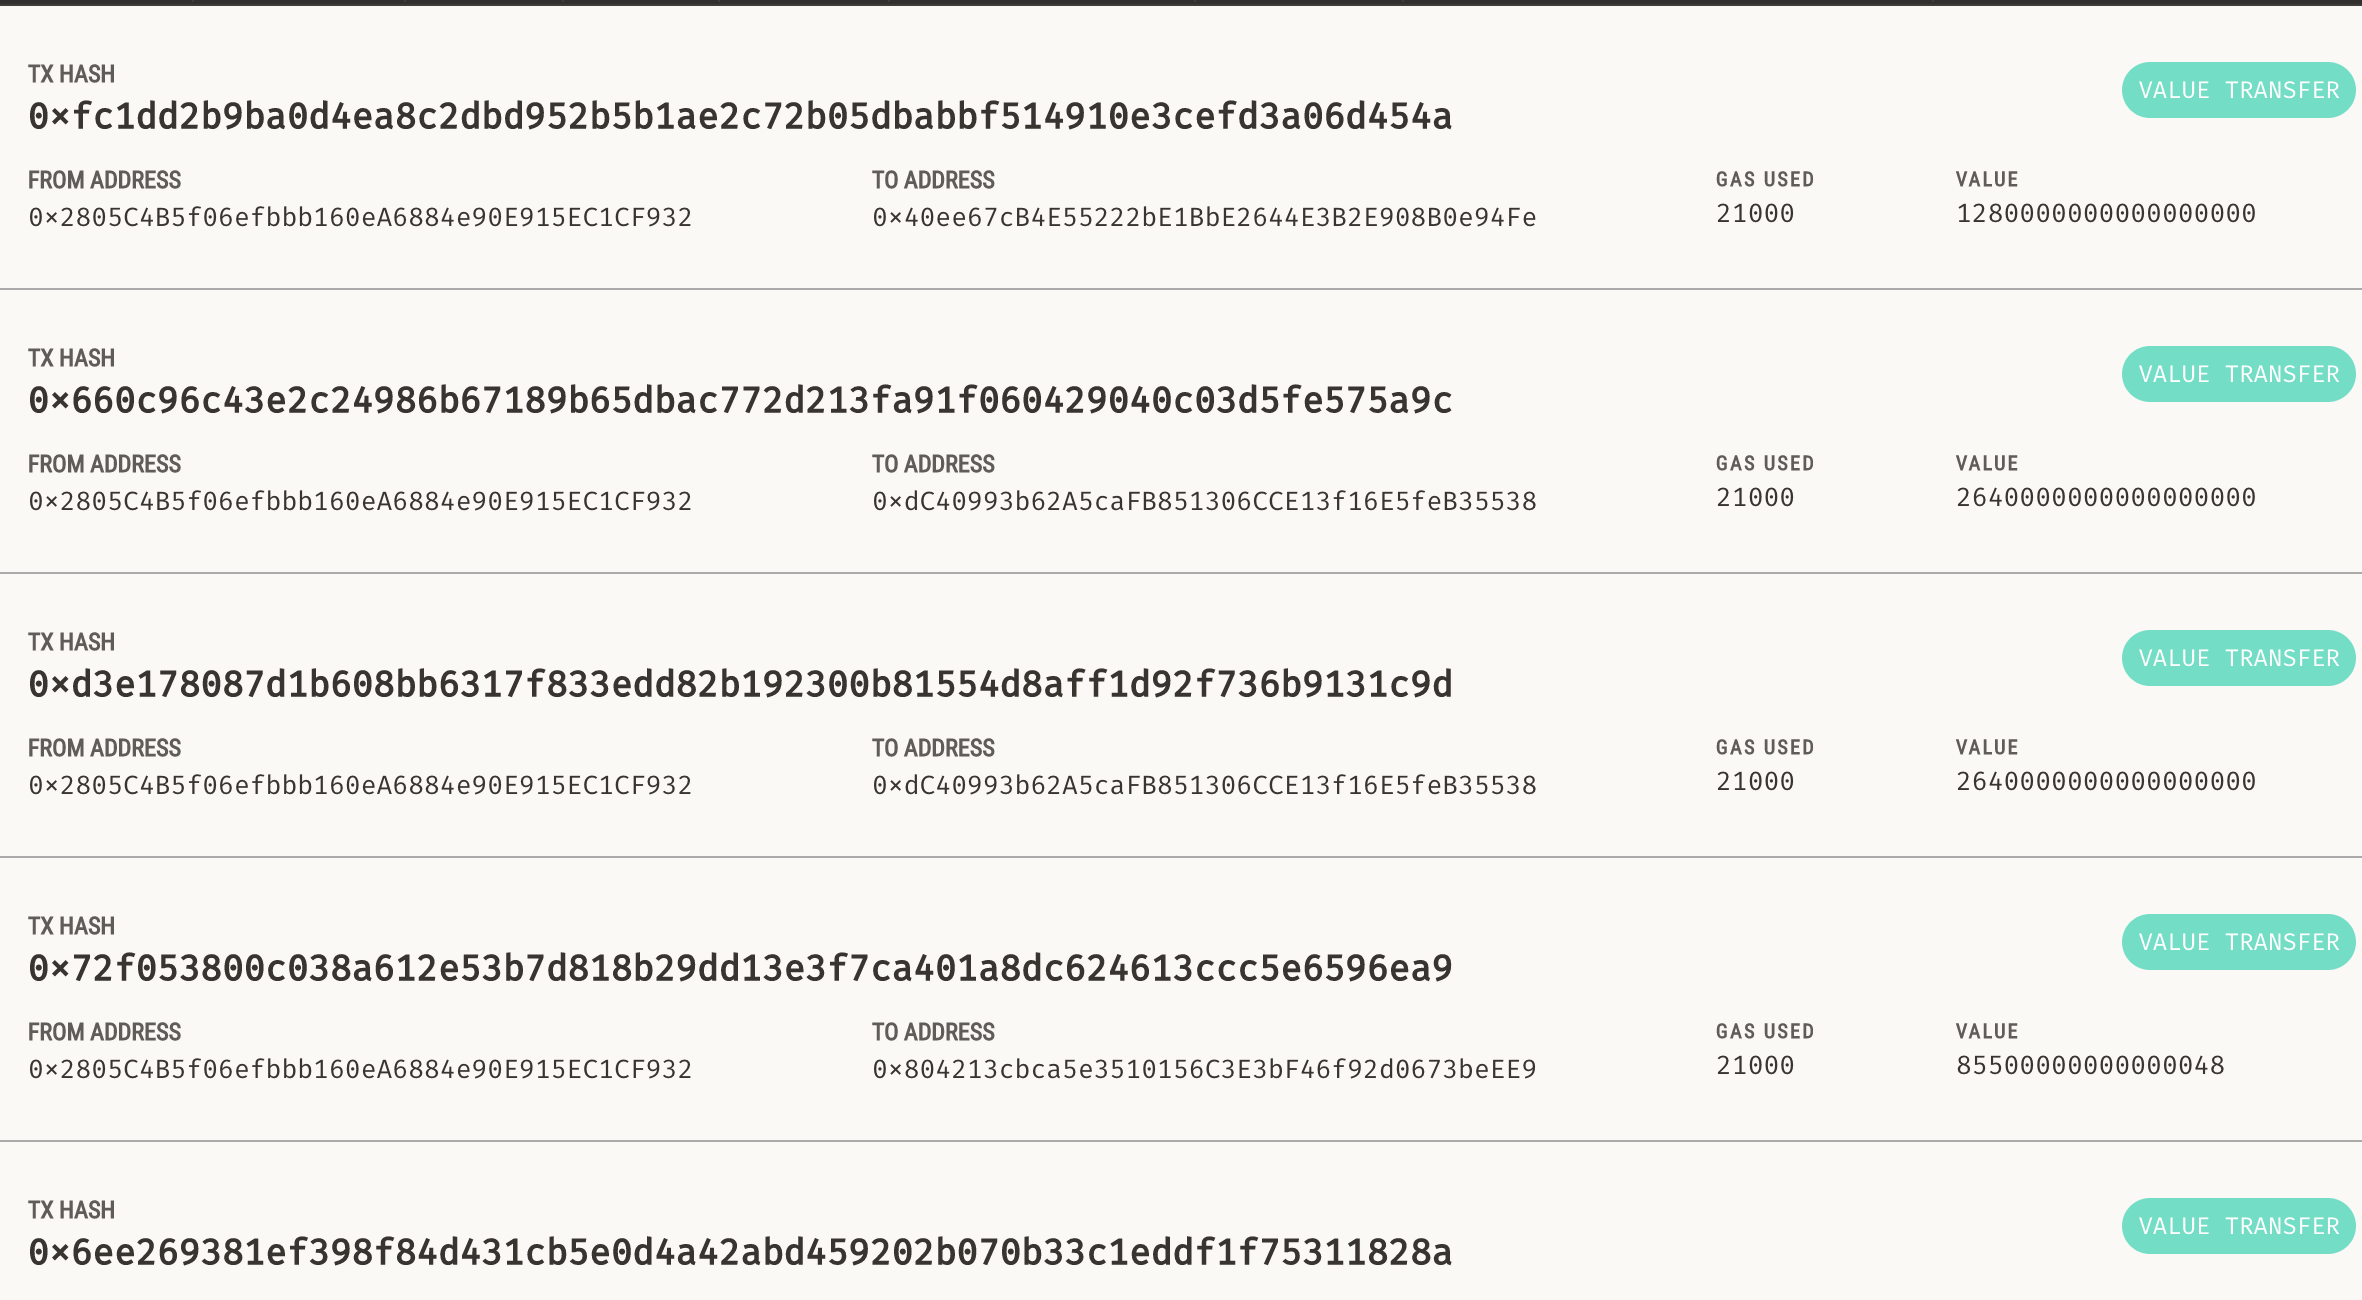 TX HASH
0×fc1dd2b9ba0d4ea8c2dbd952b5b1ae2c72b05dbabbf514910e3cefd3a06d454a
VALUE TRANSFER
FROM ADDRESS TO ADDRESS GAS USED VALUE
0×2805C4B5f06efbbb160eA6884e90E915EC1CF932 0×40ee67cB4E55222bE1BbE2644E3B2E908B0e94Fe 21000 1280000000000000000
TX HASH
0×660c96c43e2c24986b67189b65dbac772d213fa91f060429040c03d5fe575a9c
VALUE TRANSFER
FROM ADDRESS TO ADDRESS GAS USED VALUE
0×2805C4B5f06efbbb160eA6884e90E915EC1CF932 0×dC40993b62A5caFB851306CCE13f16E5feB35538 21000 2640000000000000000
TX HASH
0×d3e178087d1b608bb6317f833edd82b192300b81554d8aff1d92f736b9131c9d
VALUE TRANSFER
FROM ADDRESS TO ADDRESS GAS USED VALUE
0×2805C4B5f06efbbb160eA6884e90E915EC1CF932 0×dC40993b62A5caFB851306CCE13f16E5feB35538 21000 2640000000000000000
TX HASH
0×72f053800c038a612e53b7d818b29dd13e3f7ca401a8dc624613ccc5e6596ea9
VALUE TRANSFER
FROM ADDRESS TO ADDRESS GAS USED VALUE
0×2805C4B5f06efbbb160eA6884e90E915EC1CF932 0×804213cbca5e3510156C3E3bF46f92d0673beEE9 21000 85500000000000048
TX HASH
0×6ee269381ef398f84d431cb5e0d4a42abd459202b070b33c1eddf1f75311828a
VALUE TRANSFER